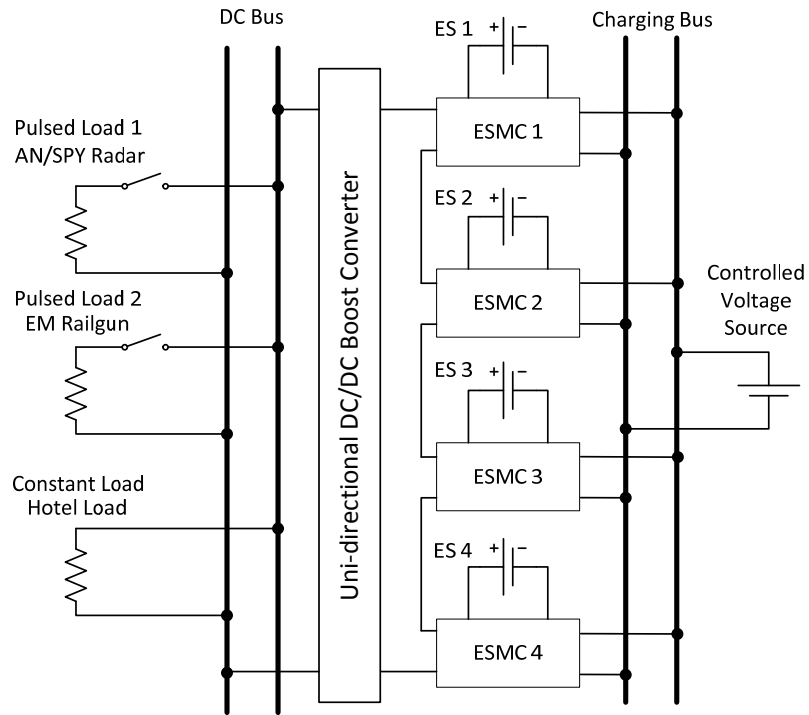 DC Bus
Charging Bus
Pulsed Load 1
AN/SPY Radar
Pulsed Load 2
EM Railgun
Constant Load
Hotel Load
Uni-directional DC/DC Boost Converter
ES 1
+ −
ESMC 1
ES 2
+ −
ESMC 2
ES 3
+ −
ESMC 3
ES 4
+ −
ESMC 4
Controlled
Voltage
Source